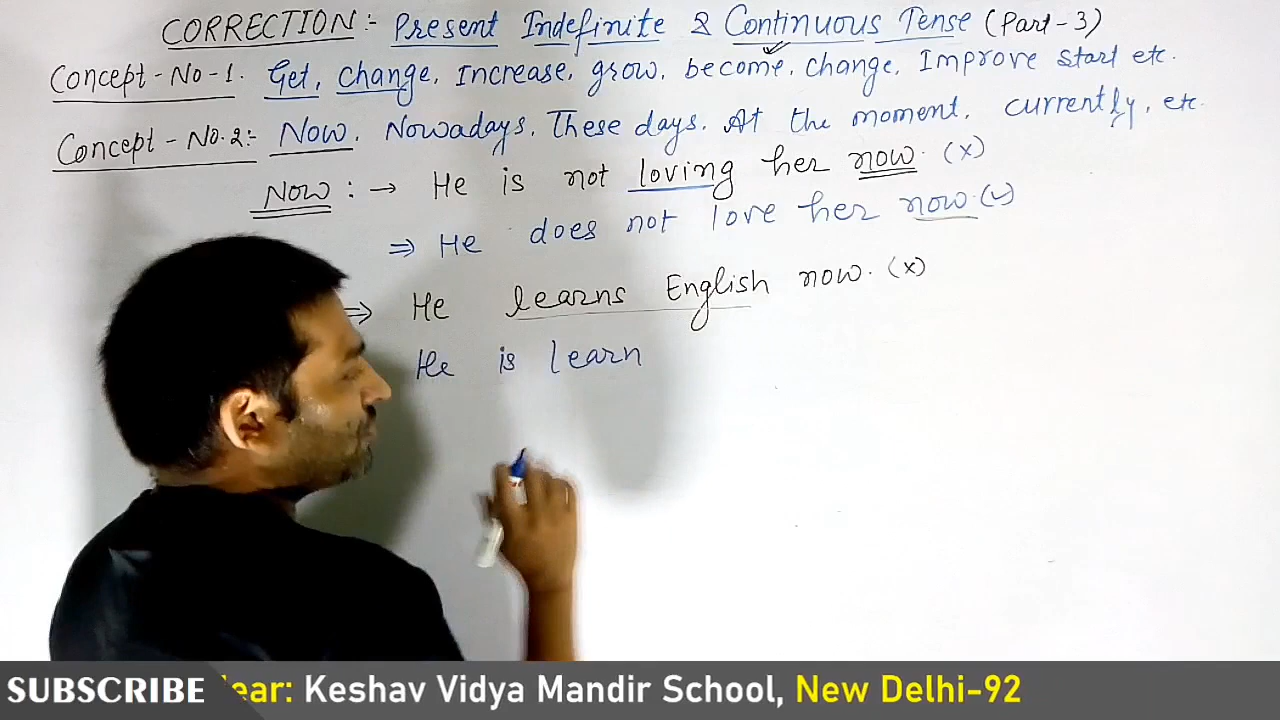 CORRECTION:- Present Indefinite & Continuous Tense (Part-3)
Concept-No-1. Get, change, Increase, grow, become, change, Improve start etc.
Concept-No.2:- Now, Nowadays, These days, At the moment, currently, etc.
Now:→ He is not loving her now. (x)
⇒ He does not love her now. (✓)
⇒ He learns English now. (x)
He is learn
SUBSCRIBE ear: Keshav Vidya Mandir School, New Delhi-92